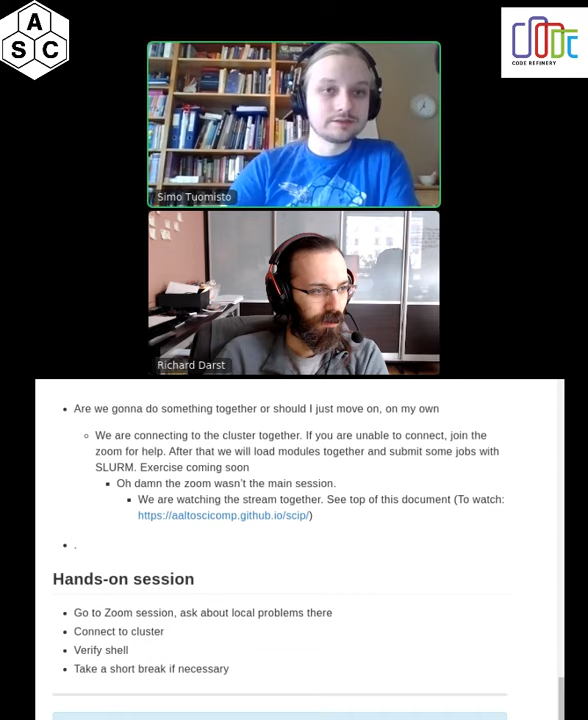 A
S C
CODE REFINERY
Simo Tuomisto
Richard Darst
• Are we gonna do something together or should I just move on, on my own
◦ We are connecting to the cluster together. If you are unable to connect, join the
zoom for help. After that we will load modules together and submit some jobs with
SLURM. Exercise coming soon
▪ Oh damn the zoom wasn't the main session.
▪ We are watching the stream together. See top of this document (To watch:
https://aaltoscicomp.github.io/scip/)
• .
Hands-on session
• Go to Zoom session, ask about local problems there
• Connect to cluster
• Verify shell
• Take a short break if necessary